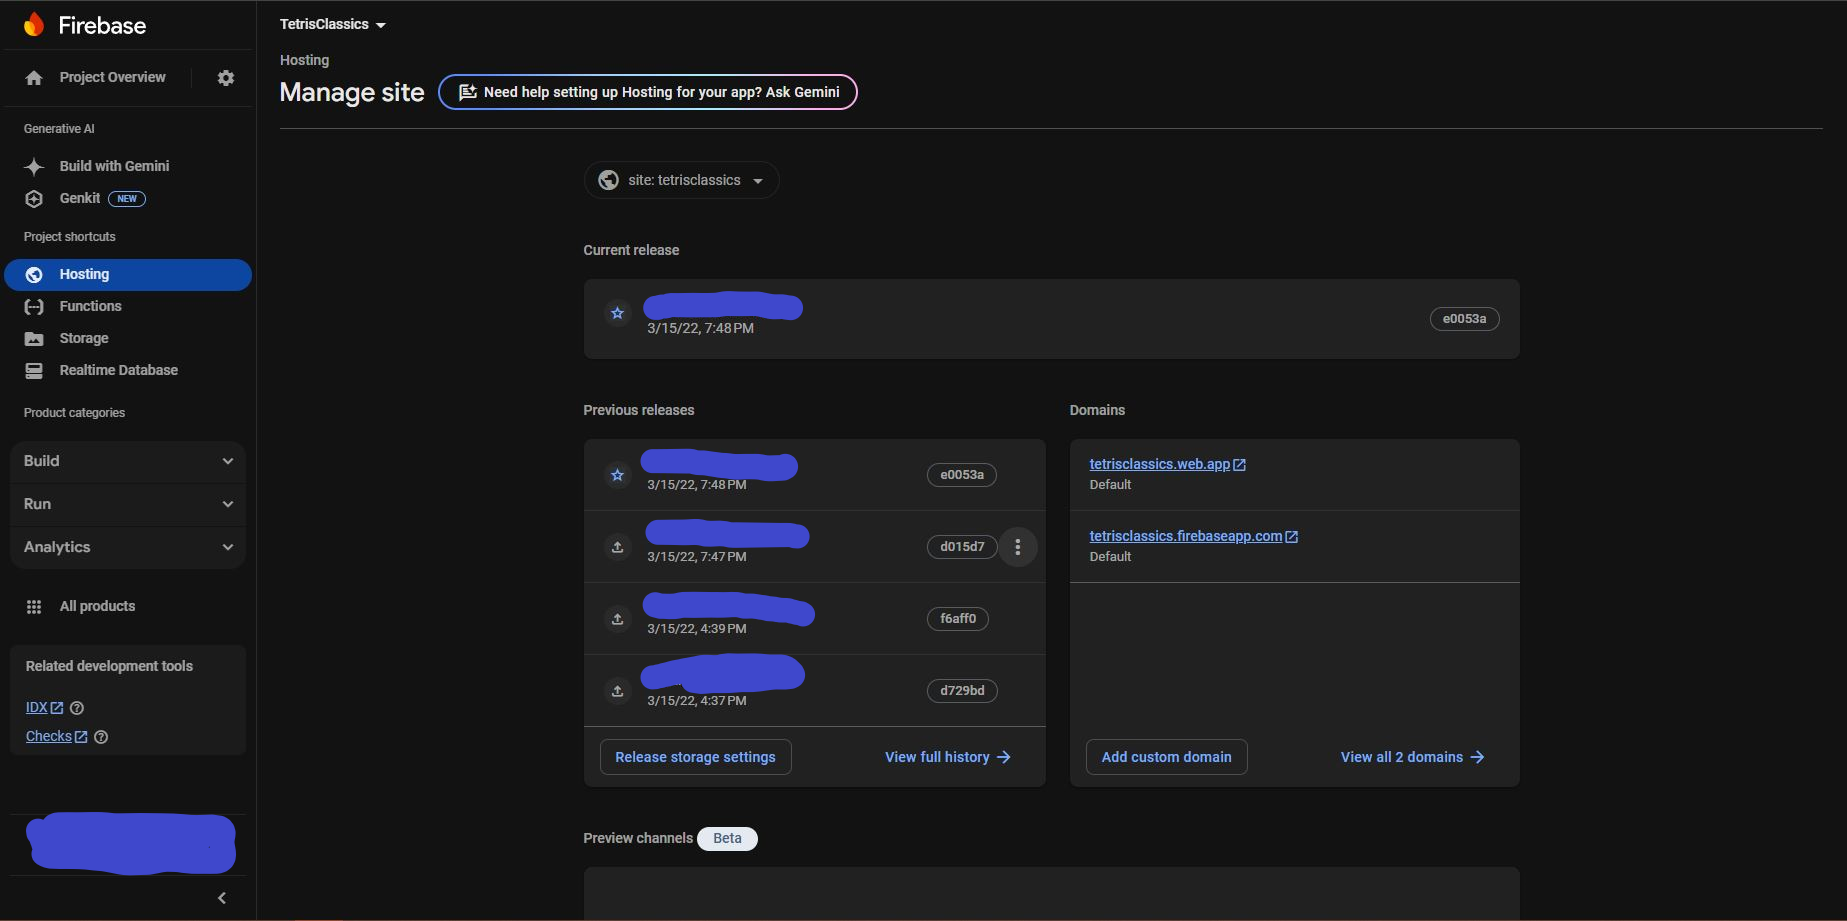 Firebase
Project Overview
Generative AI
Build with Gemini
Genkit NEW
Project shortcuts
Hosting
Functions
Storage
Realtime Database
Product categories
Build
Run
Analytics
All products
Related development tools
IDX
Checks
TetrisClassics
Hosting
Manage site
Need help setting up Hosting for your app? Ask Gemini
site: tetrisclassics
Current release
3/15/22, 7:48 PM
e0053a
Previous releases
3/15/22, 7:48 PM
e0053a
3/15/22, 7:47 PM
d015d7
3/15/22, 4:39 PM
f6aff0
3/15/22, 4:37 PM
d729bd
Release storage settings
View full history
Domains
tetrisclassics.web.app
Default
tetrisclassics.firebaseapp.com
Default
Add custom domain
View all 2 domains
Preview channels Beta